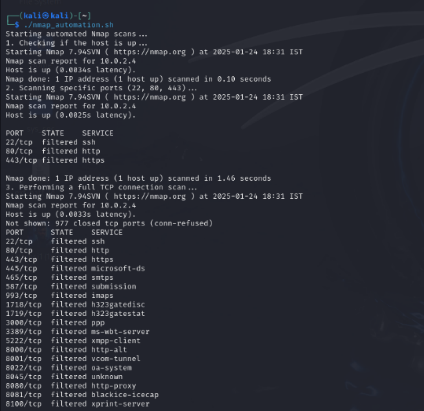 ┌──(kali㉿kali)-[~]
└─$ ./nmap_automation.sh
Starting automated Nmap scans...
1. Checking if the host is up...
Starting Nmap 7.94SVN ( https://nmap.org ) at 2025-01-24 18:31 IST
Nmap scan report for 10.0.2.4
Host is up (0.0034s latency).
Nmap done: 1 IP address (1 host up) scanned in 0.10 seconds
2. Scanning specific ports (22, 80, 443)...
Starting Nmap 7.94SVN ( https://nmap.org ) at 2025-01-24 18:31 IST
Nmap scan report for 10.0.2.4
Host is up (0.0025s latency).
PORT STATE SERVICE
22/tcp filtered ssh
80/tcp filtered http
443/tcp filtered https
Nmap done: 1 IP address (1 host up) scanned in 1.46 seconds
3. Performing a full TCP connection scan...
Starting Nmap 7.94SVN ( https://nmap.org ) at 2025-01-24 18:31 IST
Nmap scan report for 10.0.2.4
Host is up (0.0033s latency).
Not shown: 977 closed tcp ports (conn-refused)
PORT STATE SERVICE
22/tcp filtered ssh
80/tcp filtered http
443/tcp filtered https
445/tcp filtered microsoft-ds
465/tcp filtered smtps
587/tcp filtered submission
993/tcp filtered imaps
1718/tcp filtered h323gatedisc
1719/tcp filtered h323gatestat
3000/tcp filtered ppp
3389/tcp filtered ms-wbt-server
5222/tcp filtered xmpp-client
8000/tcp filtered http-alt
8001/tcp filtered vcom-tunnel
8022/tcp filtered oa-system
8045/tcp filtered unknown
8080/tcp filtered http-proxy
8081/tcp filtered blackice-icecap
8100/tcp filtered xprint-server